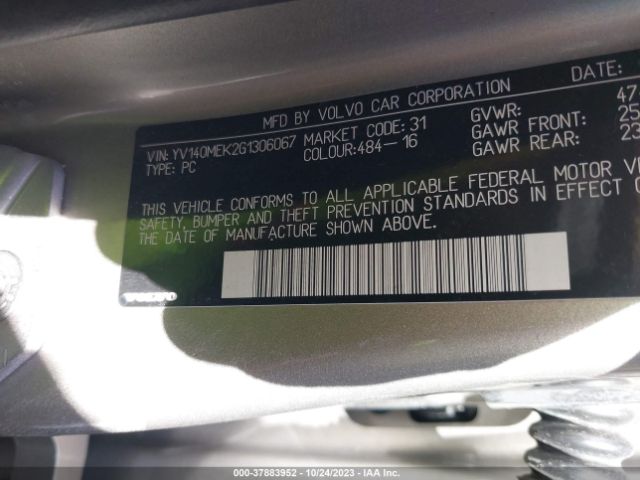 DATE:
MFD BY VOLVO CAR CORPORATION
VIN: YV140MEK2G1306067 MARKET CODE: 31 GVWR: 47
TYPE: PC COLOUR: 484-16 GAWR FRONT: 25
GAWR REAR: 23
THIS VEHICLE CONFORMS TO ALL APPLICABLE FEDERAL MOTOR
SAFETY, BUMPER AND THEFT PREVENTION STANDARDS IN EFFECT
THE DATE OF MANUFACTURE SHOWN ABOVE.
VOLVO
000-37883952 - 10/24/2023 - IAA Inc.